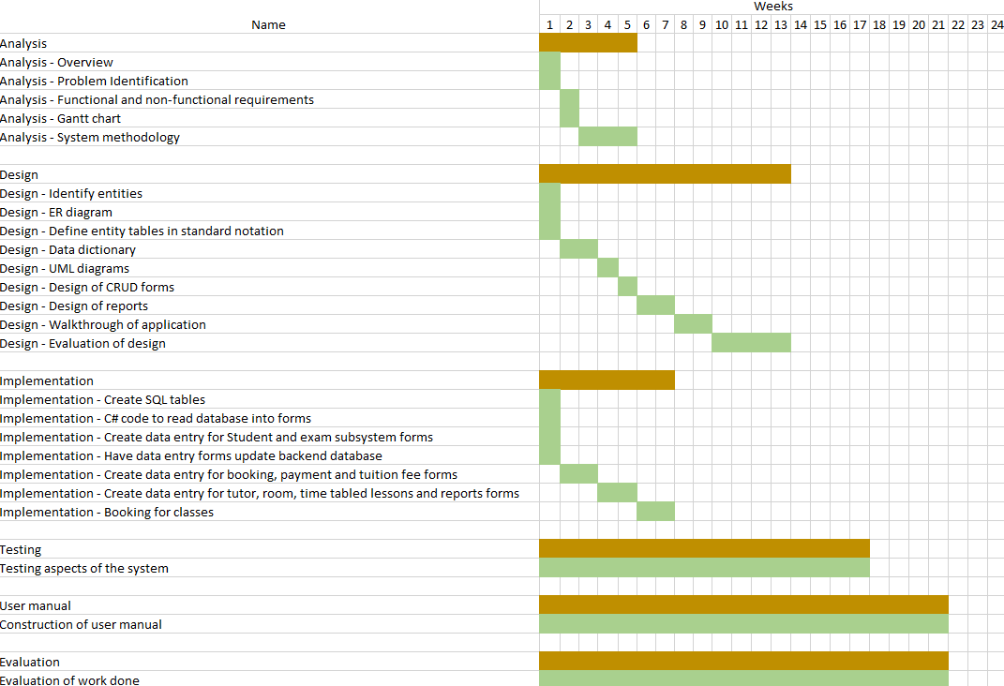 Weeks
Name 1 2 3 4 5 6 7 8 9 10 11 12 13 14 15 16 17 18 19 20 21 22 23 24
Analysis
Analysis - Overview
Analysis - Problem Identification
Analysis - Functional and non-functional requirements
Analysis - Gantt chart
Analysis - System methodology
Design
Design - Identify entities
Design - ER diagram
Design - Define entity tables in standard notation
Design - Data dictionary
Design - UML diagrams
Design - Design of CRUD forms
Design - Design of reports
Design - Walkthrough of application
Design - Evaluation of design
Implementation
Implementation - Create SQL tables
Implementation - C# code to read database into forms
Implementation - Create data entry for Student and exam subsystem forms
Implementation - Have data entry forms update backend database
Implementation - Create data entry for booking, payment and tuition fee forms
Implementation - Create data entry for tutor, room, time tabled lessons and reports forms
Implementation - Booking for classes
Testing
Testing aspects of the system
User manual
Construction of user manual
Evaluation
Evaluation of work done